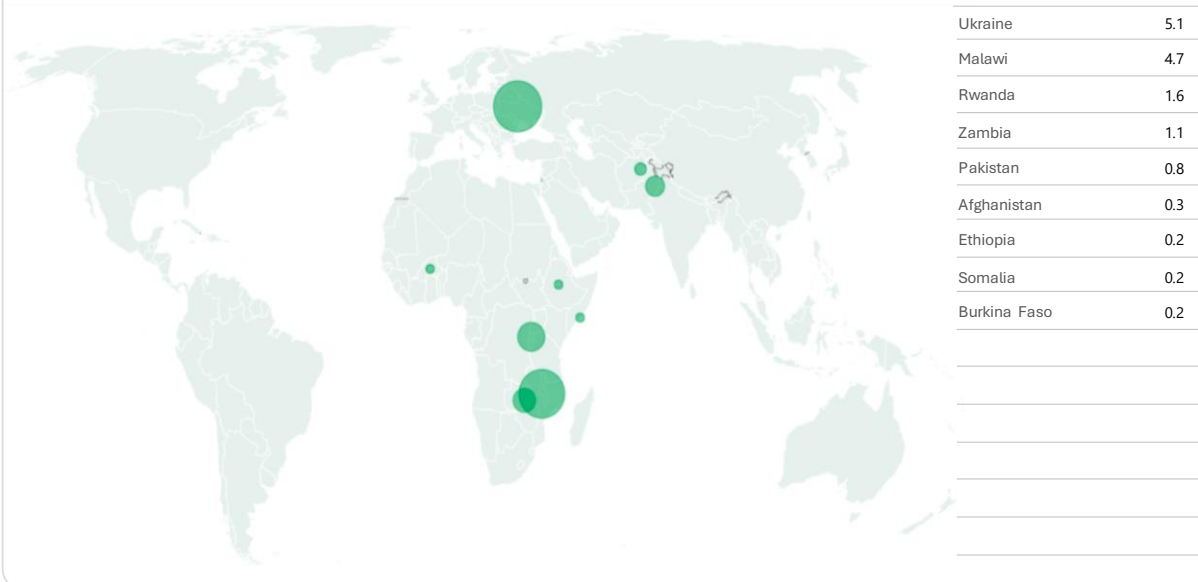 Ukraine 5.1
Malawi 4.7
Rwanda 1.6
Zambia 1.1
Pakistan 0.8
Afghanistan 0.3
Ethiopia 0.2
Somalia 0.2
Burkina Faso 0.2